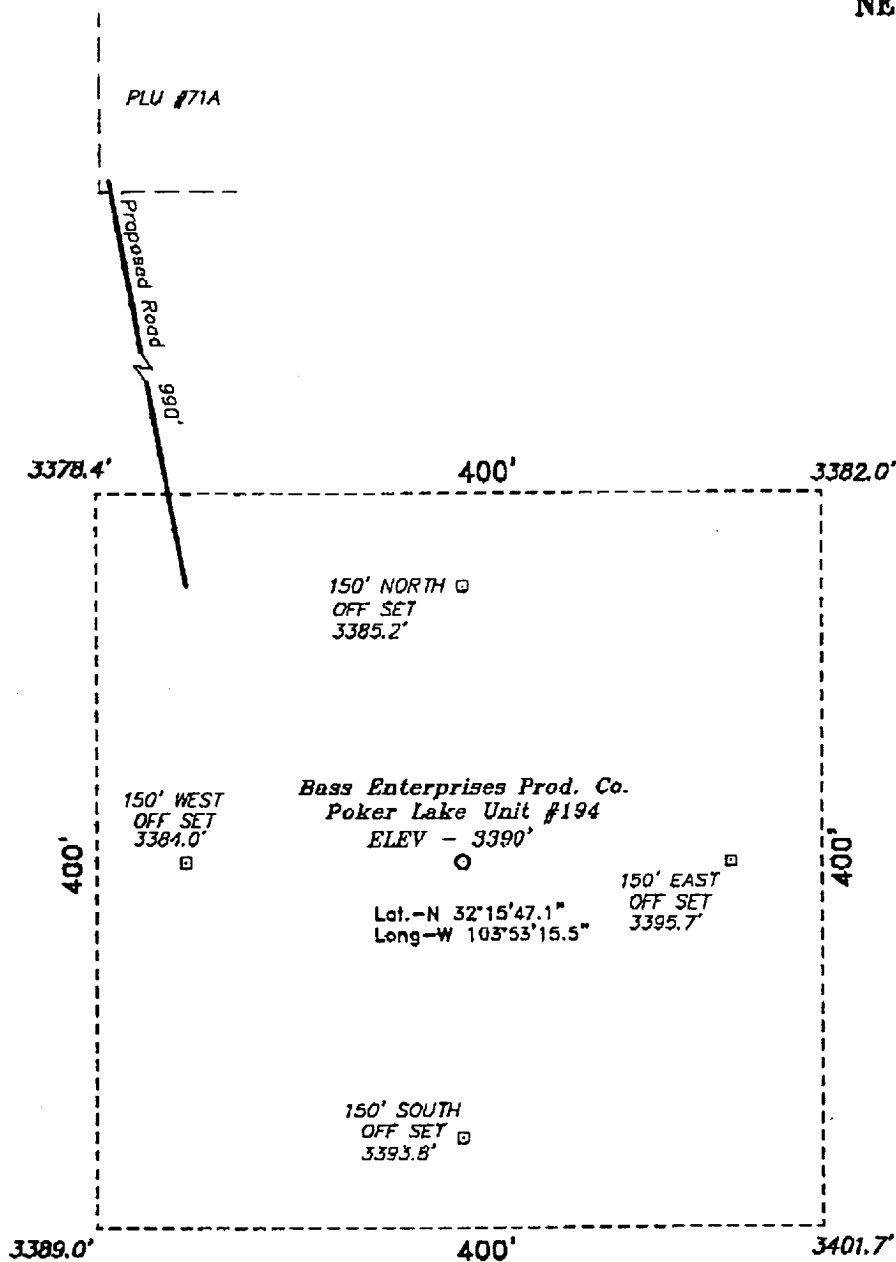 NE
PLU #71A
Proposed Road 990'
3378.4'
400'
3382.0'
150' NORTH
OFF SET
3385.2'
Bass Enterprises Prod. Co.
Poker Lake Unit #194
ELEV - 3390'
150' WEST
OFF SET
3384.0'
400'
400'
150' EAST
OFF SET
3395.7'
Lat.-N 32°15'47.1"
Long-W 103°53'15.5"
150' SOUTH
OFF SET
3393.8'
3389.0'
400'
3401.7'